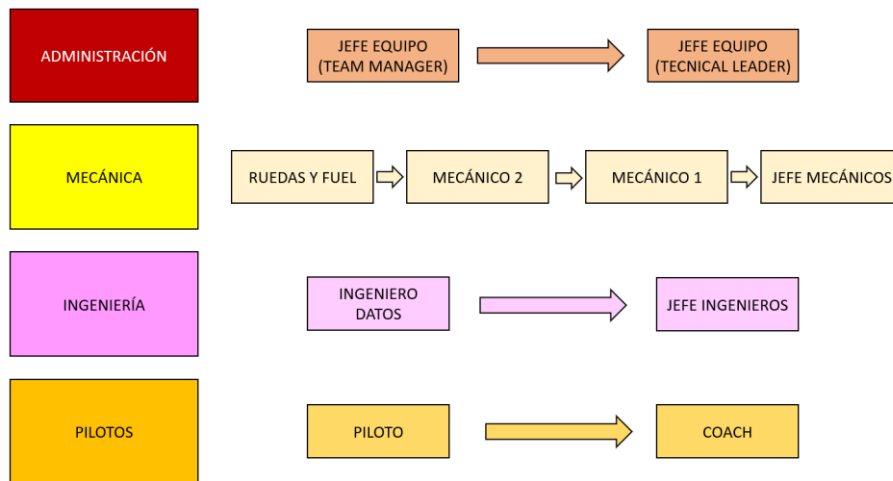 ADMINISTRACIÓN
JEFE EQUIPO
(TEAM MANAGER)
JEFE EQUIPO
(TECNICAL LEADER)
MECÁNICA
RUEDAS Y FUEL
MECÁNICO 2
MECÁNICO 1
JEFE MECÁNICOS
INGENIERÍA
INGENIERO
DATOS
JEFE INGENIEROS
PILOTOS
PILOTO
COACH